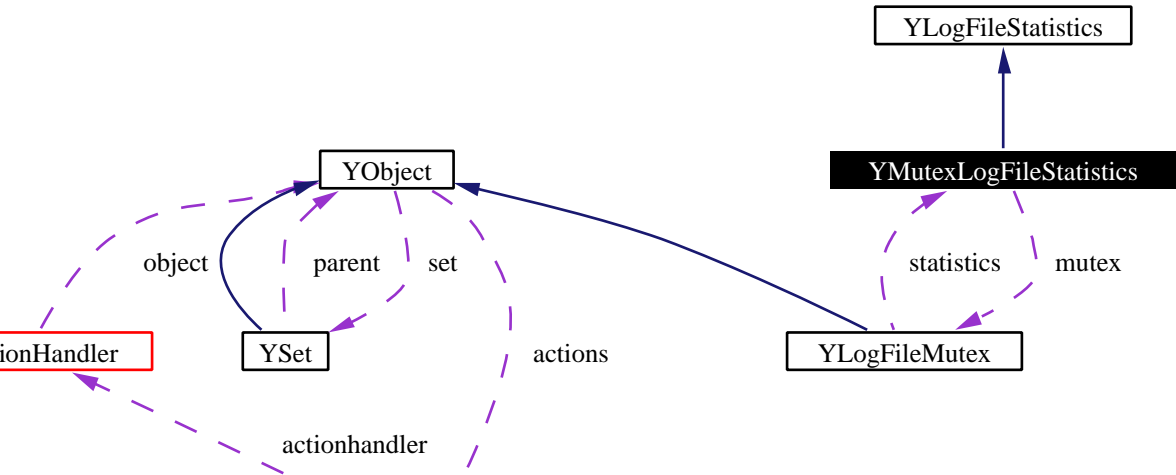 YLogFileStatistics
YObject
YMutexLogFileStatistics
object
parent
set
statistics
mutex
ionHandler
YSet
actions
YLogFileMutex
actionhandler